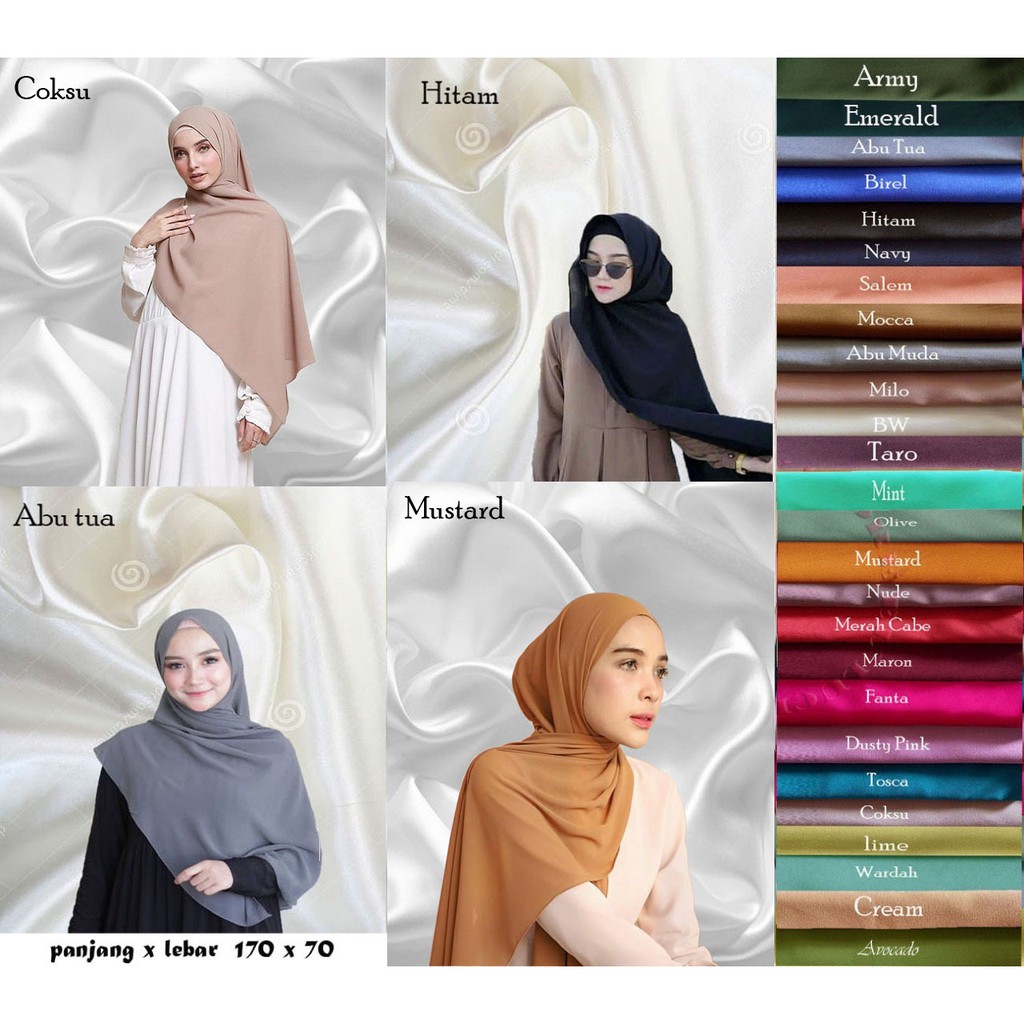 Coksu
Hitam
Abu tua
Mustard
panjang x lebar 170 x 70
Army
Emerald
Abu Tua
Birel
Hitam
Navy
Salem
Mocca
Abu Muda
Milo
BW
Taro
Mint
Olive
Mustard
Nude
Merah Cabe
Maron
Fanta
Dusty Pink
Tosca
Coksu
lime
Wardah
Cream
Avocado